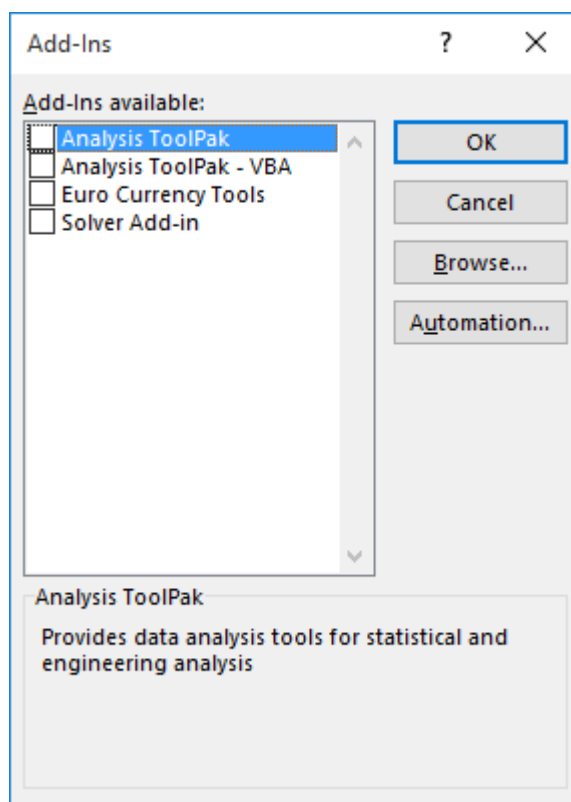 Add-Ins ?
Add-Ins available:
Analysis ToolPak
Analysis ToolPak - VBA
Euro Currency Tools
Solver Add-in
OK
Cancel
Browse...
Automation...
Analysis ToolPak
Provides data analysis tools for statistical and
engineering analysis